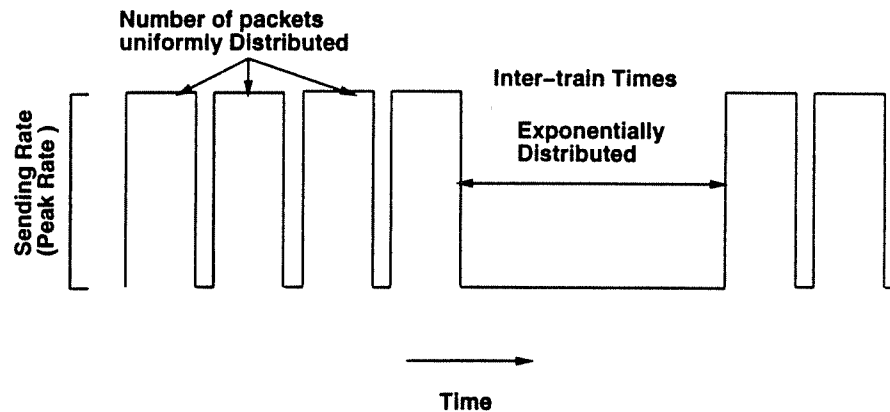 Number of packets
uniformly Distributed
Inter-train Times
Exponentially
Distributed
Sending Rate
(Peak Rate )
Time